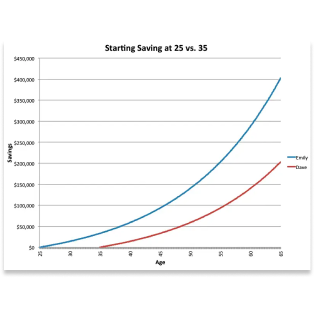 Starting Saving at 25 vs. 35
$450,000
$400,000
$350,000
$300,000
$250,000
$200,000
$150,000
$100,000
$50,000
$0
Savings
25 30 35 40 45 50 55 60 65
Age
Emily
Dave